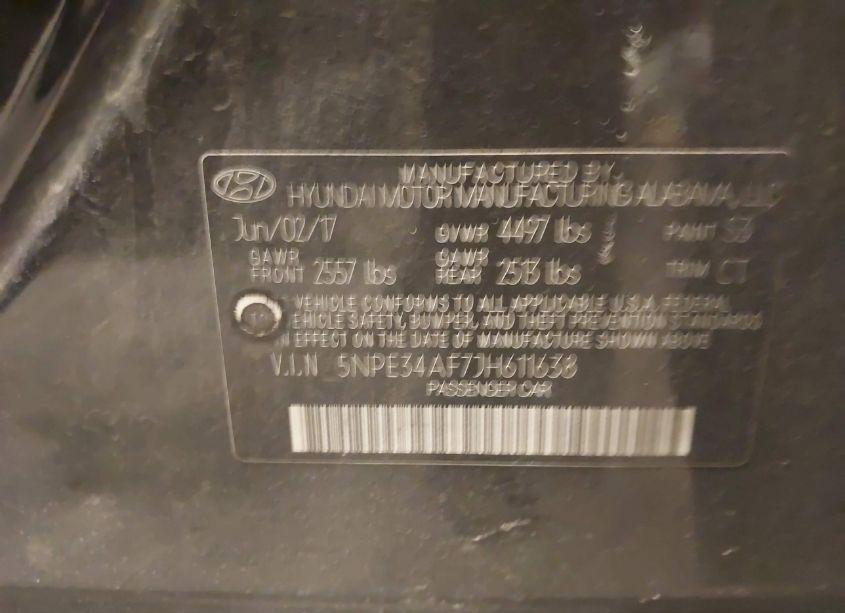 MANUFACTURED BY
HYUNDAI MOTOR MANUFACTURING ALABAMA, LLC
Jun/02/17 GVWR 4497 lbs PAINT S3
GAWR FRONT 2557 lbs GAWR REAR 2513 lbs TRIM CT
VEHICLE CONFORMS TO ALL APPLICABLE U.S.A. FEDERAL
VEHICLE SAFETY, BUMPER, AND THEFT PREVENTION STANDARDS
IN EFFECT ON THE DATE OF MANUFACTURE SHOWN ABOVE
V.I.N 5NPE34AF7JH611638
PASSENGER CAR